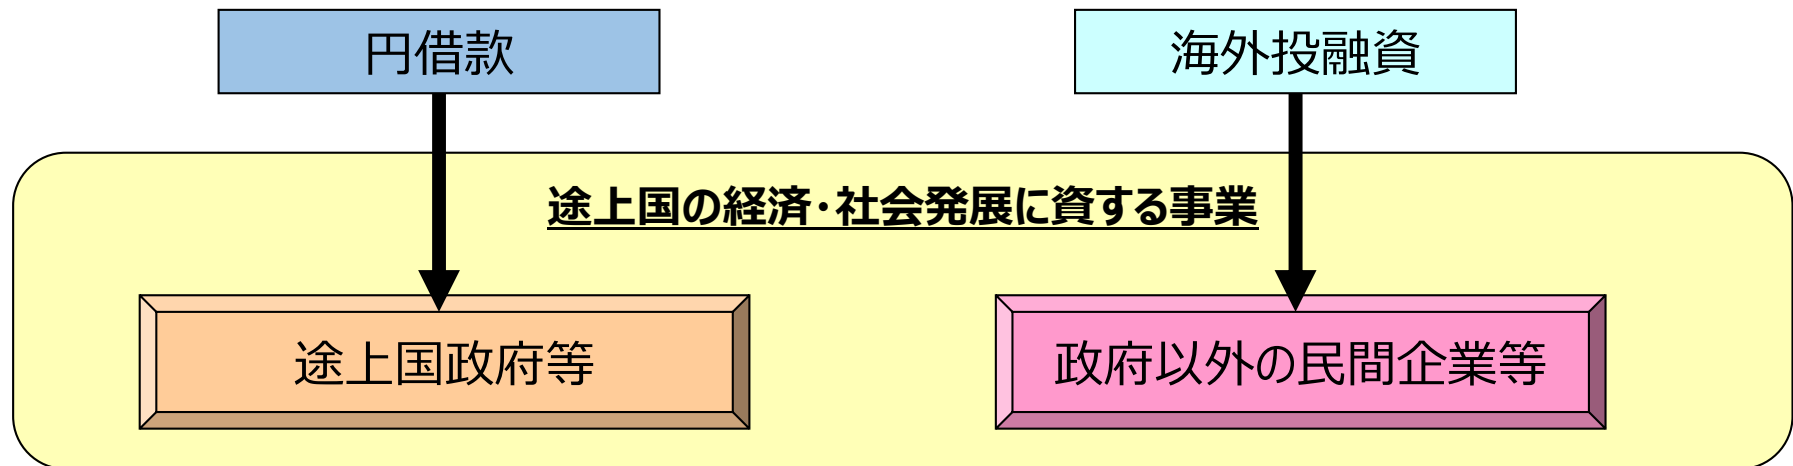 円借款
海外投融資
途上国の経済・社会発展に資する事業
途上国政府等
政府以外の民間企業等